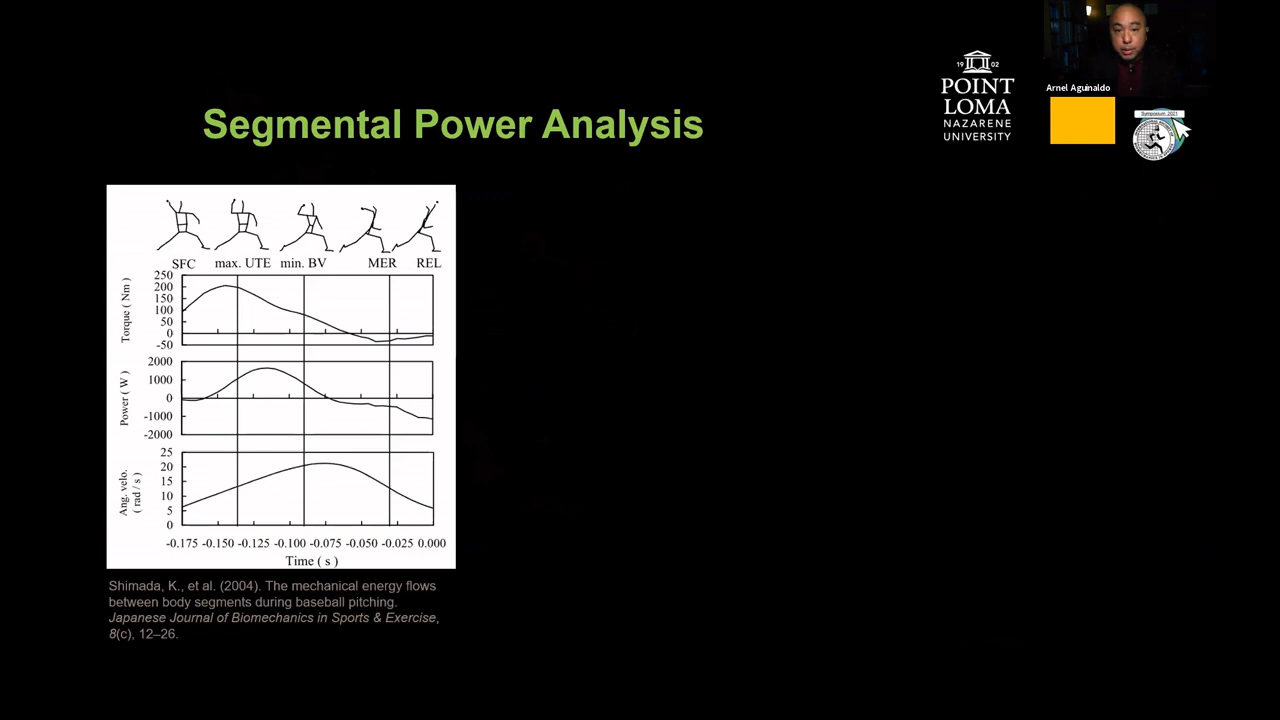 19 02
POINT
LOMA
NAZARENE
UNIVERSITY
Arnel Aguinaldo
Symposium 2021
Segmental Power Analysis
SFC max. UTE min. BV MER REL
250
200
150
100
50
0
-50
Torque ( Nm )
2000
1000
0
-1000
-2000
Power ( W )
25
20
15
10
5
0
Ang. velo.
( rad / s )
-0.175 -0.150 -0.125 -0.100 -0.075 -0.050 -0.025 0.000
Time ( s )
Shimada, K., et al. (2004). The mechanical energy flows
between body segments during baseball pitching.
Japanese Journal of Biomechanics in Sports & Exercise,
8(c), 12–26.